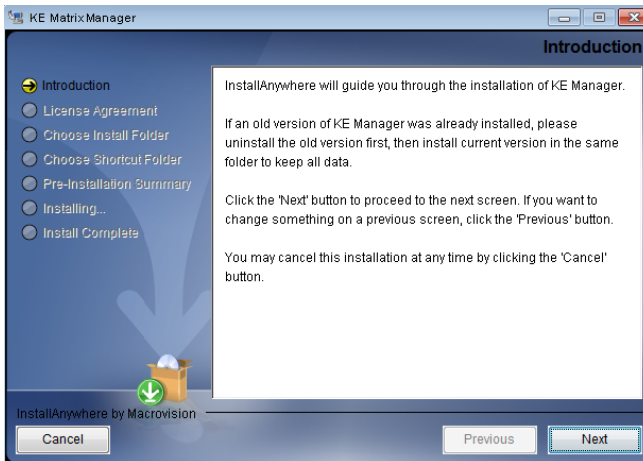 KE MatrixManager
Introduction
Introduction
License Agreement
Choose Install Folder
Choose Shortcut Folder
Pre-Installation Summary
Installing...
Install Complete
InstallAnywhere will guide you through the installation of KE Manager.
If an old version of KE Manager was already installed, please
uninstall the old version first, then install current version in the same
folder to keep all data.
Click the 'Next' button to proceed to the next screen. If you want to
change something on a previous screen, click the 'Previous' button.
You may cancel this installation at any time by clicking the 'Cancel'
button.
InstallAnywhere by Macrovision
Cancel
Previous
Next